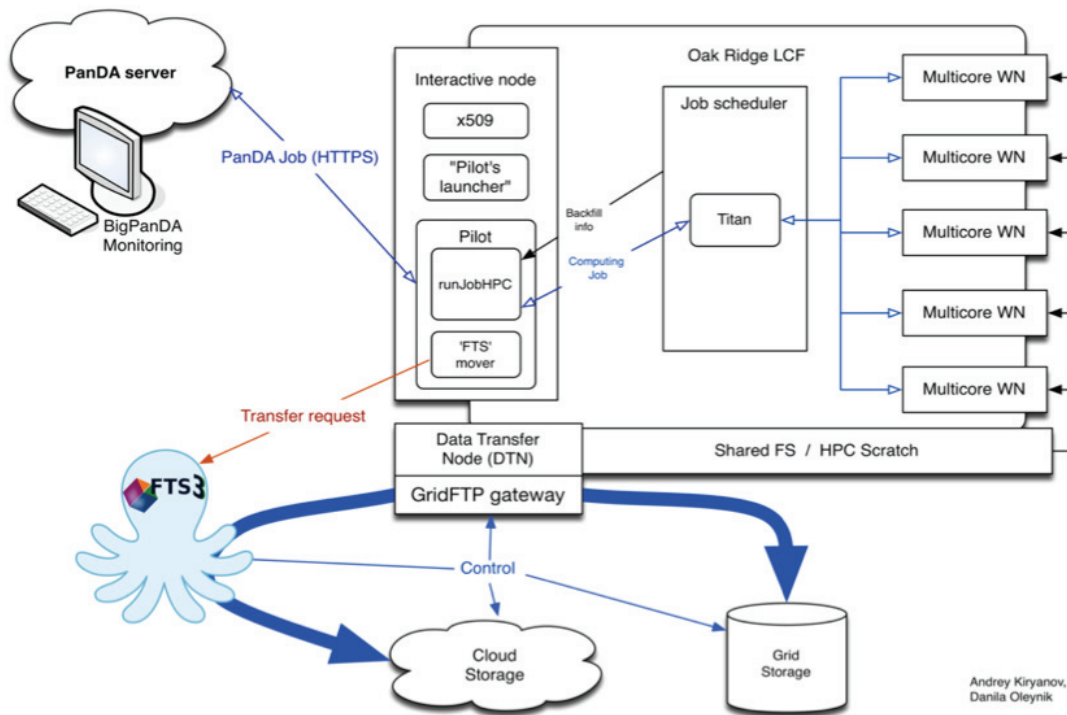 PanDA server
BigPanDA
Monitoring
PanDA Job (HTTPS)
Interactive node
x509
"Pilot's
launcher"
Pilot
runJobHPC
'FTS'
mover
Backfill
info
Computing
Job
Oak Ridge LCF
Job scheduler
Titan
Multicore WN
Multicore WN
Multicore WN
Multicore WN
Multicore WN
Transfer request
Data Transfer
Node (DTN)
GridFTP gateway
Shared FS / HPC Scratch
FTS3
Control
Cloud
Storage
Grid
Storage
Andrey Kiryanov,
Danila Oleynik